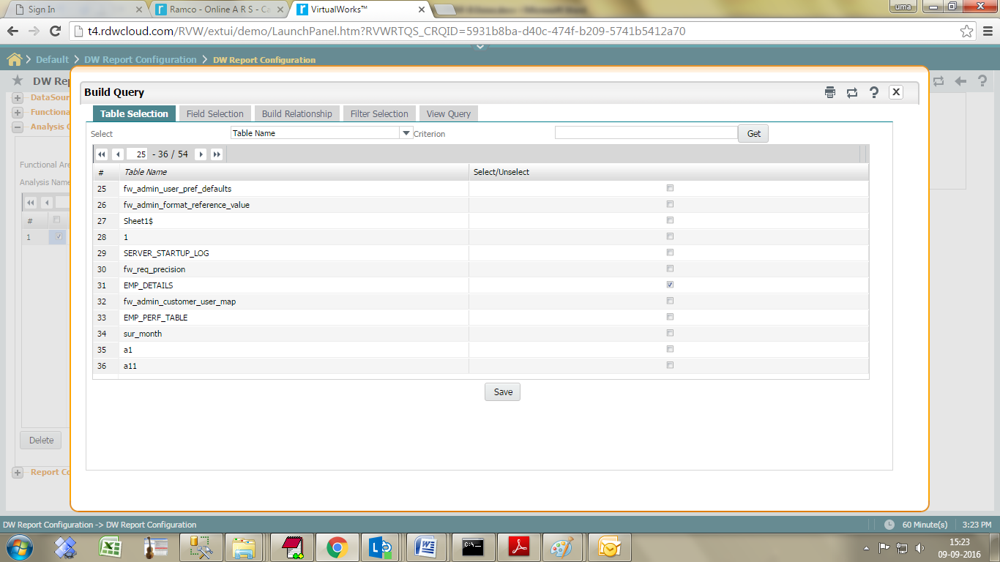 Sign In
Ramco - Online A R S - Ca
VirtualWorks™
uma
t4.rdwcloud.com/RVW/extui/demo/LaunchPanel.htm?RVWRTQS_CRQID=5931b8ba-d40c-474f-b209-5741b5412a70
Default > DW Report Configuration > DW Report Configuration
DW Rep
DataSour
Functiona
Analysis
Functional Are
Analysis Name
#
1
Delete
Report Co
Build Query
X
Table Selection Field Selection Build Relationship Filter Selection View Query
Select Table Name Criterion Get
25 - 36 / 54
# Table Name Select/Unselect
25 fw_admin_user_pref_defaults
26 fw_admin_format_reference_value
27 Sheet1$
28 1
29 SERVER_STARTUP_LOG
30 fw_req_precision
31 EMP_DETAILS
32 fw_admin_customer_user_map
33 EMP_PERF_TABLE
34 sur_month
35 a1
36 a11
Save
DW Report Configuration -> DW Report Configuration 60 Minute(s) 3:23 PM
15:23
09-09-2016